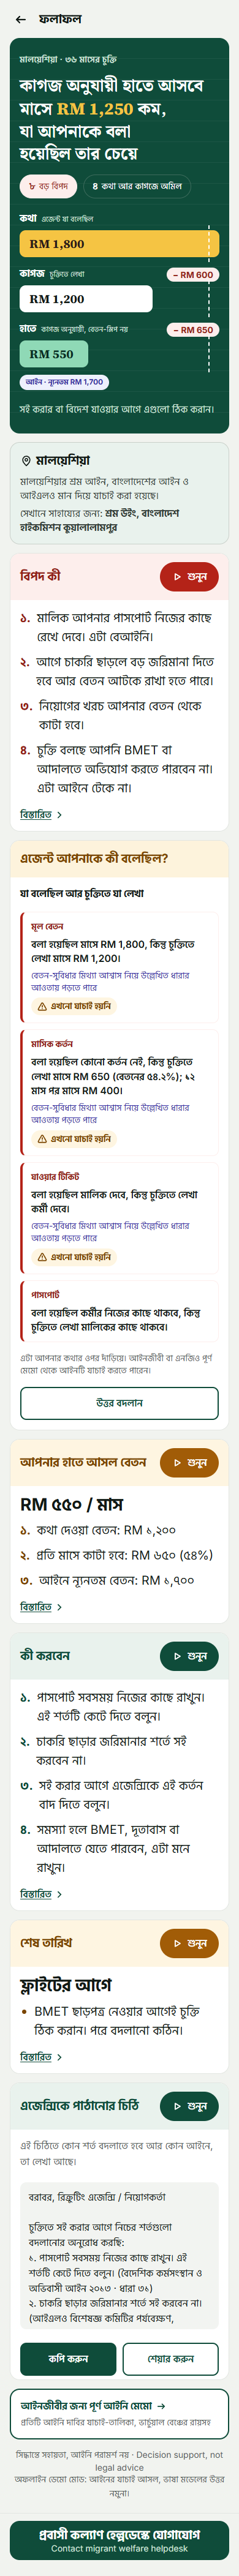 ← ফলাফল
মালয়েশিয়া · ৩৬ মাসের চুক্তি
কাগজ অনুযায়ী হাতে আসবে
মাসে RM 1,250 কম,
যা আপনাকে বলা
হয়েছিল তার চেয়ে
৮ বড় বিপদ
৪ কথা আর কাগজে অমিল
কথা এজেন্ট যা বলেছিল
RM 1,800
কাগজ চুক্তিতে লেখা
− RM 600
RM 1,200
হাতে কাগজ অনুযায়ী, বেতন-স্লিপ নয়
− RM 650
RM 550
আইন · ন্যূনতম RM 1,700
সই করার বা বিদেশ যাওয়ার আগে এগুলো ঠিক করান।
মালয়েশিয়া
মালয়েশিয়ার শ্রম আইন, বাংলাদেশের আইন ও
আইএলও মান দিয়ে যাচাই করা হয়েছে।
সেখানে সাহায্যের জন্য: শ্রম উইং, বাংলাদেশ
হাইকমিশন কুয়ালালামপুর
বিপদ কী
শুনুন
১. মালিক আপনার পাসপোর্ট নিজের কাছে
রেখে দেবে। এটা বেআইনি।
২. আগে চাকরি ছাড়লে বড় জরিমানা দিতে
হবে আর বেতন আটকে রাখা হতে পারে।
৩. নিয়োগের খরচ আপনার বেতন থেকে
কাটা হবে।
৪. চুক্তি বলছে আপনি BMET বা
আদালতে অভিযোগ করতে পারবেন না।
এটা আইনে টেকে না।
বিস্তারিত >
এজেন্ট আপনাকে কী বলেছিল?
যা বলেছিল আর চুক্তিতে যা লেখা
মূল বেতন
বলা হয়েছিল মাসে RM 1,800, কিন্তু চুক্তিতে
লেখা মাসে RM 1,200।
বেতন-সুবিধার মিথ্যা আশ্বাস নিয়ে উল্লেখিত ধারার
আওতায় পড়তে পারে
এখনো যাচাই হয়নি
মাসিক কর্তন
বলা হয়েছিল কোনো কর্তন নেই, কিন্তু চুক্তিতে
লেখা মাসে RM 650 (বেতনের ৫৪.২%); ১২
মাস পর মাসে RM 400।
বেতন-সুবিধার মিথ্যা আশ্বাস নিয়ে উল্লেখিত ধারার
আওতায় পড়তে পারে
এখনো যাচাই হয়নি
যাওয়ার টিকিট
বলা হয়েছিল মালিক দেবে, কিন্তু চুক্তিতে লেখা
কর্মী দেবে।
বেতন-সুবিধার মিথ্যা আশ্বাস নিয়ে উল্লেখিত ধারার
আওতায় পড়তে পারে
এখনো যাচাই হয়নি
পাসপোর্ট
বলা হয়েছিল কর্মীর নিজের কাছে থাকবে, কিন্তু
চুক্তিতে লেখা মালিকের কাছে থাকবে।
এটা আপনার কথার ওপর দাঁড়িয়ে। আইনজীবী বা এনজিও পূর্ণ
মেমো থেকে আইনটি যাচাই করতে পারেন।
উত্তর বদলান
আপনার হাতে আসল বেতন
শুনুন
RM ৫৫০ / মাস
১. কথা দেওয়া বেতন: RM ১,২০০
২. প্রতি মাসে কাটা হবে: RM ৬৫০ (৫৪%)
৩. আইনে ন্যূনতম বেতন: RM ১,৭০০
বিস্তারিত >
কী করবেন
শুনুন
১. পাসপোর্ট সবসময় নিজের কাছে রাখুন।
এই শর্তটি কেটে দিতে বলুন।
২. চাকরি ছাড়ার জরিমানার শর্তে সই
করবেন না।
৩. সই করার আগে এজেন্সিকে এই কর্তন
বাদ দিতে বলুন।
৪. সমস্যা হলে BMET, দূতাবাস বা
আদালতে যেতে পারবেন, এটা মনে
রাখুন।
বিস্তারিত >
শেষ তারিখ
শুনুন
ফ্লাইটের আগে
• BMET ছাড়পত্র নেওয়ার আগেই চুক্তি
ঠিক করান। পরে বদলানো কঠিন।
বিস্তারিত >
এজেন্সিকে পাঠানোর চিঠি
শুনুন
এই চিঠিতে কোন শর্ত বদলাতে হবে আর কোন আইনে,
তা লেখা আছে।
বরাবর, রিক্রুটিং এজেন্সি / নিয়োগকর্তা
চুক্তিতে সই করার আগে নিচের শর্তগুলো
বদলানোর অনুরোধ করছি:
১. পাসপোর্ট সবসময় নিজের কাছে রাখুন। এই
শর্তটি কেটে দিতে বলুন। (বৈদেশিক কর্মসংস্থান ও
অভিবাসী আইন ২০১৩ · ধারা ৩১)
২. চাকরি ছাড়ার জরিমানার শর্তে সই করবেন না।
(আইএলও বিশেষজ্ঞ কমিটির পর্যবেক্ষণ,
কপি করুন
শেয়ার করুন
আইনজীবীর জন্য পূর্ণ আইনি মেমো →
প্রতিটি আইনি দাবির যাচাই-তালিকা, ভার্চুয়াল বেঞ্চের রায়সহ
সিদ্ধান্তে সহায়তা, আইনি পরামর্শ নয় · Decision support, not
legal advice
অফলাইন ডেমো মোড: আইনের যাচাই আসল, ভাষা মডেলের উত্তর
নমুনা।
প্রবাসী কল্যাণ হেল্পডেস্কে যোগাযোগ
Contact migrant welfare helpdesk